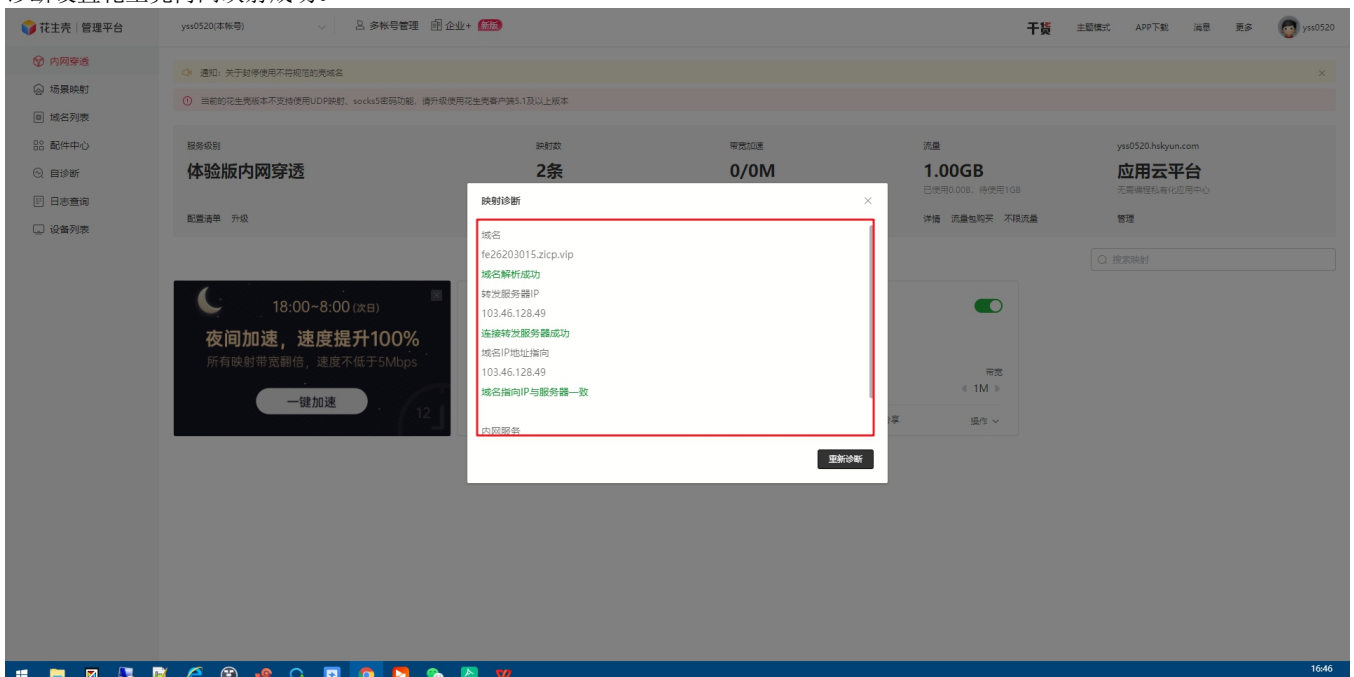 花生壳 | 管理平台
yss0520(本帐号)
多帐号管理
企业+
新版
干货
主题模式
APP下载
消息
更多
yss0520
内网穿透
场景映射
域名列表
配件中心
自诊断
日志查询
设备列表
通知：关于封停使用不符规范的壳域名
当前的花生壳版本不支持使用UDP映射、socks5密码功能，请升级使用花生壳客户端5.1及以上版本
服务级别
映射数
带宽加速
流量
yss0520.hskyun.com
体验版内网穿透
2条
0/0M
1.00GB
应用云平台
已使用0.00B，待使用1GB
无需编程私有化应用中心
配置清单 升级
详情 流量包购买 不限流量
管理
搜索映射
18:00~8:00 (次日)
夜间加速，速度提升100%
所有映射带宽翻倍，速度不低于5Mbps
一键加速
12
映射诊断
域名
fe26203015.zicp.vip
域名解析成功
转发服务器IP
103.46.128.49
连接转发服务器成功
域名IP地址指向
103.46.128.49
域名指向IP与服务器一致
内网服务
重新诊断
带宽
1M
享
操作
16:46